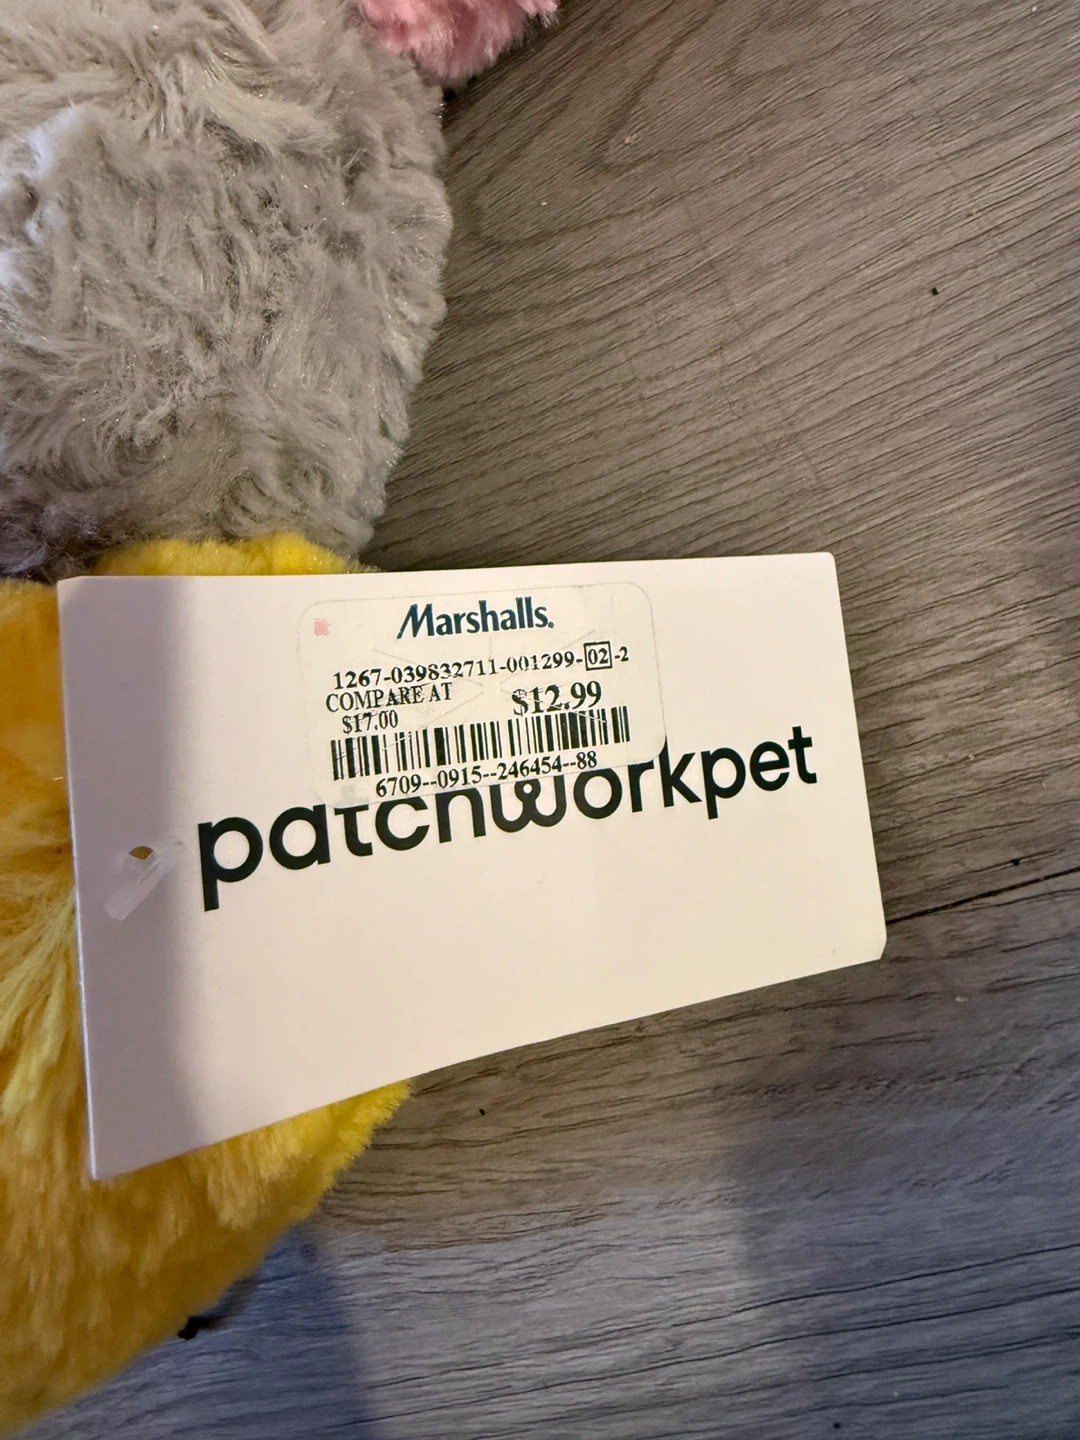 Marshalls.
1267-039832711-001299-02-2
COMPARE AT
$17.00
$12.99
6709--0915--246454--88
patchworkpet